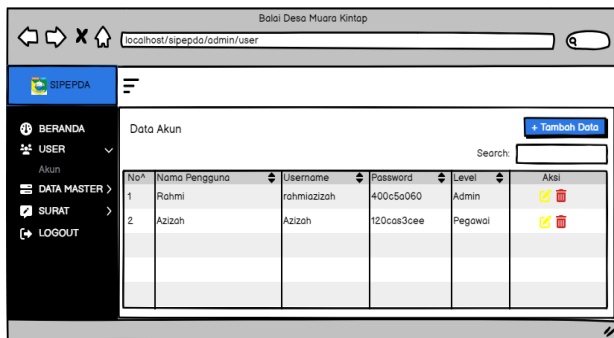 Balai Desa Muara Kintap
localhost/sipepda/admin/user
SIPEPDA
BERANDA
USER
Akun
DATA MASTER
SURAT
LOGOUT
Data Akun
+ Tambah Data
Search:
No^ Nama Pengguna Username Password Level Aksi
1 Rahmi rahmiazizah 400c5a060 Admin
2 Azizah Azizah 120cas3cee Pegawai